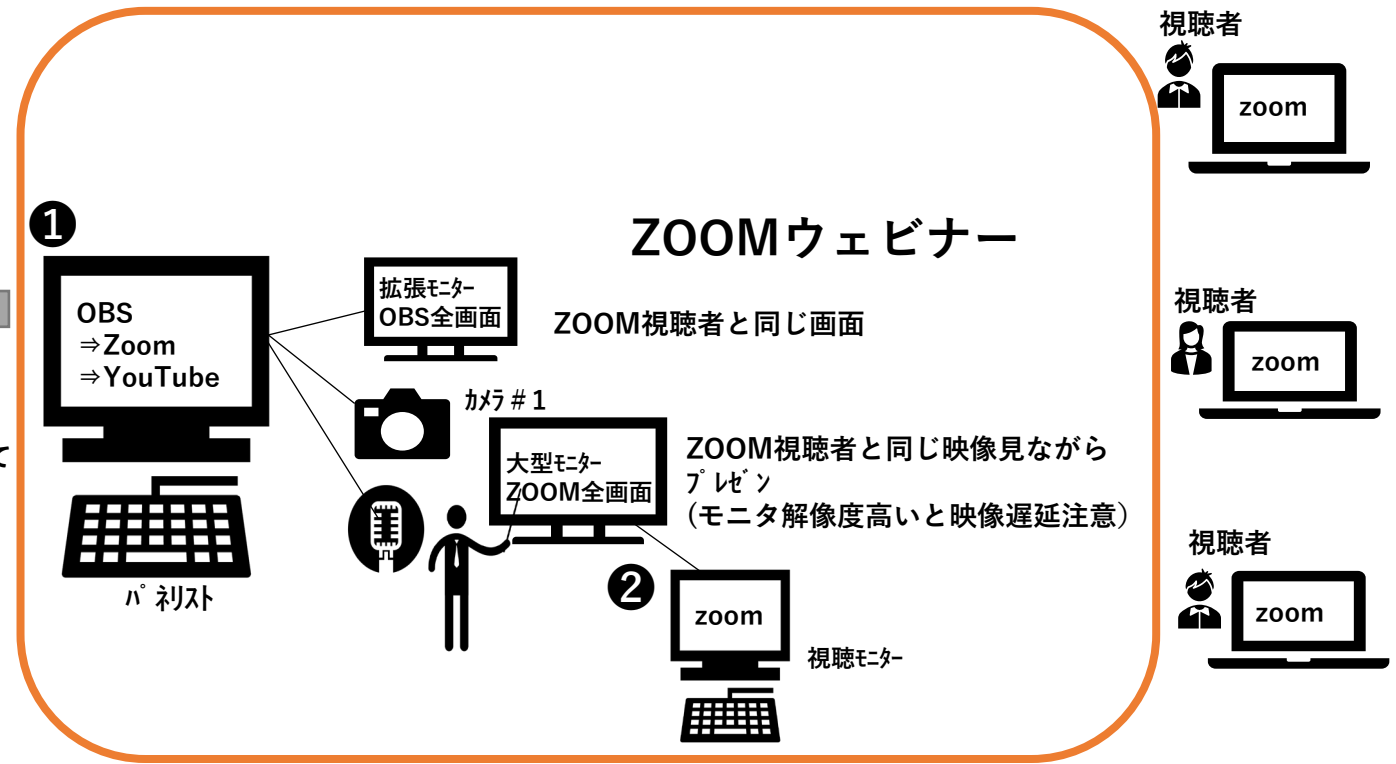 視聴者
zoom
❶
ZOOMウェビナー
OBS
⇒Zoom
⇒YouTube
拡張ﾓﾆﾀｰ
OBS全画面
ZOOM視聴者と同じ画面
視聴者
zoom
ｶﾒﾗ＃1
て
大型ﾓﾆﾀｰ
ZOOM全画面
ZOOM視聴者と同じ映像見ながら
ﾌﾟﾚｾﾞﾝ
(モニタ解像度高いと映像遅延注意)
ﾊﾟﾈﾘｽﾄ
❷
zoom
視聴ﾓﾆﾀｰ
視聴者
zoom